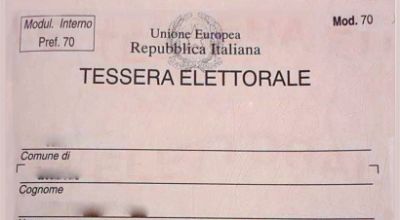 Modul. Interno
Pref. 70
Mod. 70
Unione Europea
Repubblica Italiana
TESSERA ELETTORALE
Comune di
Cognome